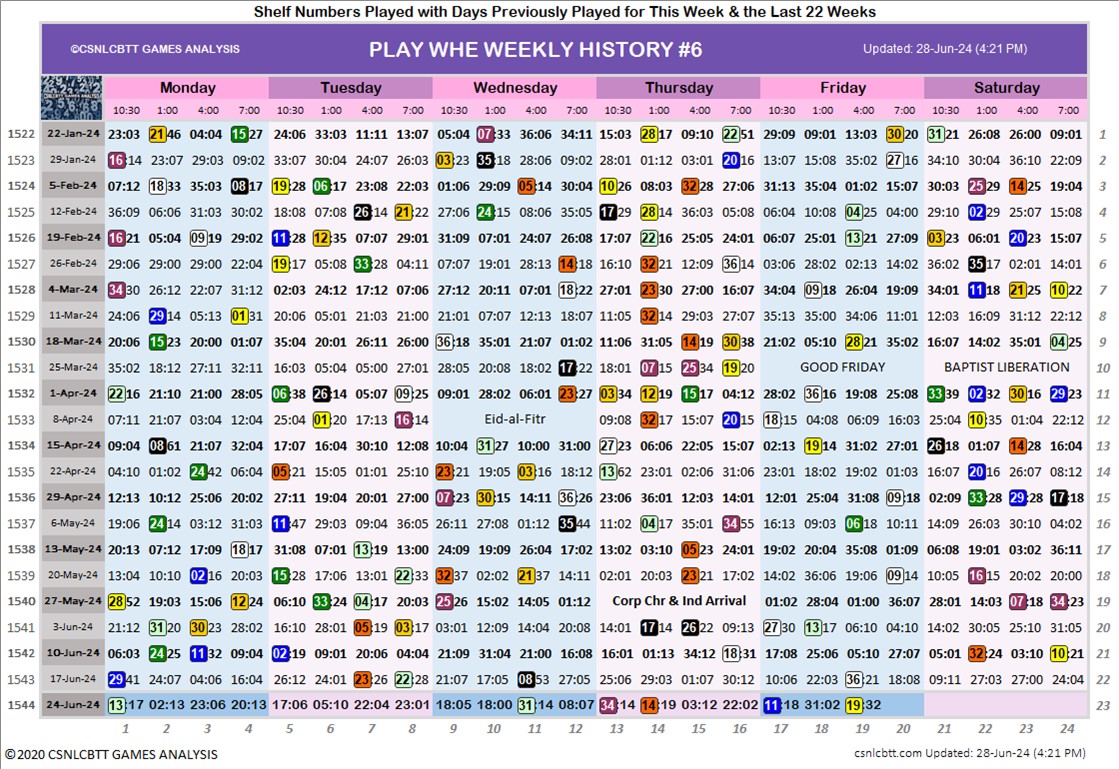 Shelf Numbers Played with Days Previously Played for This Week & the Last 22 Weeks
©CSNLCBTT GAMES ANALYSIS PLAY WHE WEEKLY HISTORY #6 Updated: 28-Jun-24 (4:21 PM)
Monday Tuesday Wednesday Thursday Friday Saturday
10:30 1:00 4:00 7:00 10:30 1:00 4:00 7:00 10:30 1:00 4:00 7:00 10:30 1:00 4:00 7:00 10:30 1:00 4:00 7:00 10:30 1:00 4:00 7:00
1522 22-Jan-24 23:03 21:46 04:04 15:27 24:06 33:03 11:11 13:07 05:04 07:33 36:06 34:11 15:03 28:17 09:10 22:51 29:09 09:01 13:03 30:20 31:21 26:08 26:00 09:01 1
1523 29-Jan-24 16:14 23:07 29:03 09:02 33:07 30:04 24:07 26:03 03:23 35:18 28:06 09:02 28:01 01:12 03:01 20:16 13:07 15:08 35:02 27:16 34:10 30:04 36:10 22:09 2
1524 5-Feb-24 07:12 18:33 35:03 08:17 19:28 06:17 23:08 22:03 01:06 29:09 05:14 30:04 10:26 08:03 32:28 27:06 31:13 35:04 01:02 15:07 30:03 25:29 14:25 19:04 3
1525 12-Feb-24 36:09 06:06 31:03 30:02 18:08 07:08 26:14 21:22 27:06 10:15 08:06 35:05 17:29 28:14 36:03 05:08 06:04 10:08 04:25 04:00 29:10 02:29 25:07 15:08 4
1526 19-Feb-24 16:21 05:04 09:19 29:02 11:28 12:35 07:07 29:01 31:09 07:01 24:07 26:08 17:07 22:16 25:05 24:01 06:07 25:01 13:21 27:09 03:23 06:01 20:23 15:07 5
1527 26-Feb-24 29:06 29:00 29:00 22:04 19:17 05:08 33:28 04:11 07:07 19:01 28:13 14:18 16:10 32:21 12:09 36:14 03:06 03:00 02:13 14:02 36:02 35:17 02:01 14:01 6
1528 4-Mar-24 34:30 26:12 22:07 31:12 02:03 24:12 17:12 07:06 27:12 20:11 07:01 18:22 27:01 23:30 27:00 16:07 34:04 09:18 26:04 19:09 34:01 11:18 21:25 10:22 7
1529 11-Mar-24 24:06 29:14 05:13 01:31 20:06 05:01 21:03 21:00 21:01 07:07 12:13 18:07 11:05 32:14 29:03 27:07 35:13 35:00 34:06 11:01 12:03 16:09 31:12 22:12 8
1530 18-Mar-24 20:06 15:23 20:00 01:07 35:04 20:01 26:11 26:00 36:18 35:01 21:07 01:02 11:06 31:05 14:19 30:38 21:02 05:10 28:21 35:02 16:07 14:02 35:01 04:25 9
1531 25-Mar-24 35:02 18:12 27:11 32:11 16:03 05:04 05:00 27:01 28:05 20:08 18:02 17:22 18:01 07:15 25:34 19:20 GOOD FRIDAY BAPTIST LIBERATION 10
1532 1-Apr-24 22:16 21:10 21:00 28:05 06:38 26:14 05:07 09:25 09:01 28:02 06:01 23:27 03:34 12:19 15:17 04:12 28:02 36:16 19:08 25:08 33:39 02:32 30:16 29:23 11
1533 8-Apr-24 07:11 21:07 03:04 12:04 25:04 01:20 07:08 16:14 Eid-al-Fitr 09:08 32:17 15:07 20:15 18:15 04:08 06:09 16:03 25:04 10:35 01:04 22:12 12
1534 15-Apr-24 09:04 08:61 21:07 32:04 17:07 16:04 30:10 12:08 10:04 31:27 10:00 31:00 27:23 06:06 22:05 15:07 02:13 19:14 31:32 27:01 26:18 01:07 14:28 16:04 13
1535 22-Apr-24 04:10 01:02 24:42 06:04 05:21 15:05 01:01 25:10 23:21 19:05 03:16 18:12 13:62 23:01 02:06 31:06 23:01 18:02 19:01 01:03 16:07 20:16 26:07 08:12 14
1536 29-Apr-24 12:13 10:12 25:06 20:02 27:11 19:04 20:01 27:00 07:23 30:15 14:11 36:26 23:06 36:01 12:03 14:01 12:01 25:04 31:08 09:18 02:09 33:28 29:28 17:18 15
1537 6-May-24 19:06 24:14 03:12 31:03 11:47 29:03 09:04 36:05 26:11 27:08 01:12 35:44 11:02 04:17 35:01 34:55 16:13 09:03 06:18 10:11 14:09 26:03 30:10 04:02 16
1538 13-May-24 20:13 07:12 17:09 18:17 31:08 07:01 13:19 13:00 24:09 19:09 26:04 17:02 13:02 03:10 05:23 24:01 19:02 20:04 35:08 01:09 06:08 19:01 03:02 36:11 17
1539 20-May-24 13:04 10:10 02:16 20:03 15:28 17:06 13:01 22:33 32:37 02:02 21:37 14:11 02:01 20:03 23:21 17:02 14:02 36:06 19:06 09:14 10:05 16:15 20:02 20:00 18
1540 27-May-24 28:52 19:03 15:06 12:24 06:10 33:24 04:17 20:03 25:26 15:02 14:05 01:12 Corp Chr & Ind Arrival 01:02 28:04 01:00 36:07 28:01 14:03 07:18 34:23 19
1541 3-Jun-24 21:12 31:20 30:23 28:02 16:10 28:01 05:19 03:17 03:01 12:09 14:04 20:08 14:01 17:14 26:22 09:13 27:13 13:17 06:10 08:10 14:02 30:05 25:10 31:05 20
1542 10-Jun-24 06:03 24:25 11:32 09:04 02:19 09:01 20:06 04:04 09:01 31:04 21:00 16:08 16:01 01:13 34:12 18:31 17:08 25:06 05:10 27:07 05:01 32:24 03:10 10:21 21
1543 17-Jun-24 29:41 24:07 10:06 22:04 26:12 24:01 23:26 22:28 21:07 17:05 08:53 27:05 25:06 29:03 01:07 30:12 24:03 04:16 36:21 18:08 09:11 27:03 27:00 24:04 22
1544 24-Jun-24 13:17 02:13 23:06 20:13 17:06 05:10 22:04 23:01 18:05 18:00 31:14 08:07 34:14 14:19 03:12 22:02 11:18 31:02 19:32 23
1 2 3 4 5 6 7 8 9 10 11 12 13 14 15 16 17 18 19 20 21 22 23 24
©2020 CSNLCBTT GAMES ANALYSIS csnlcbtt.com Updated: 28-Jun-24 (4:21 PM)